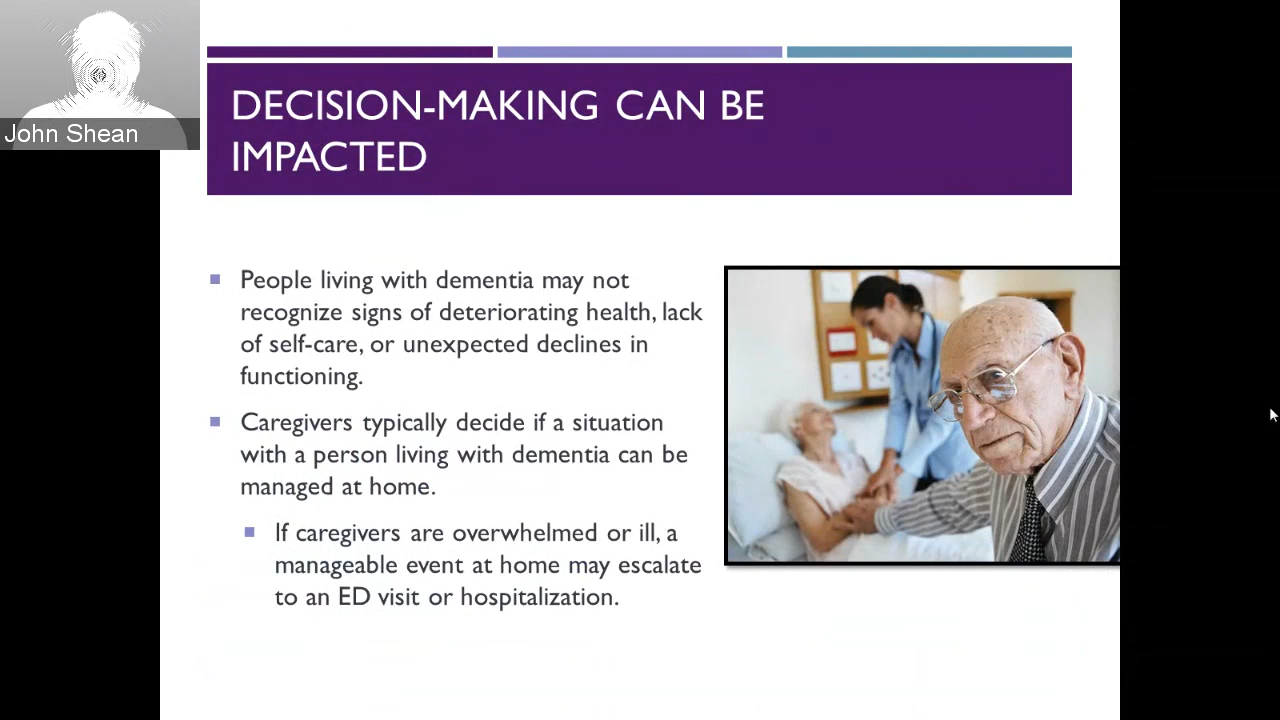 John Shean
DECISION-MAKING CAN BE
IMPACTED
People living with dementia may not
recognize signs of deteriorating health, lack
of self-care, or unexpected declines in
functioning.
Caregivers typically decide if a situation
with a person living with dementia can be
managed at home.
If caregivers are overwhelmed or ill, a
manageable event at home may escalate
to an ED visit or hospitalization.